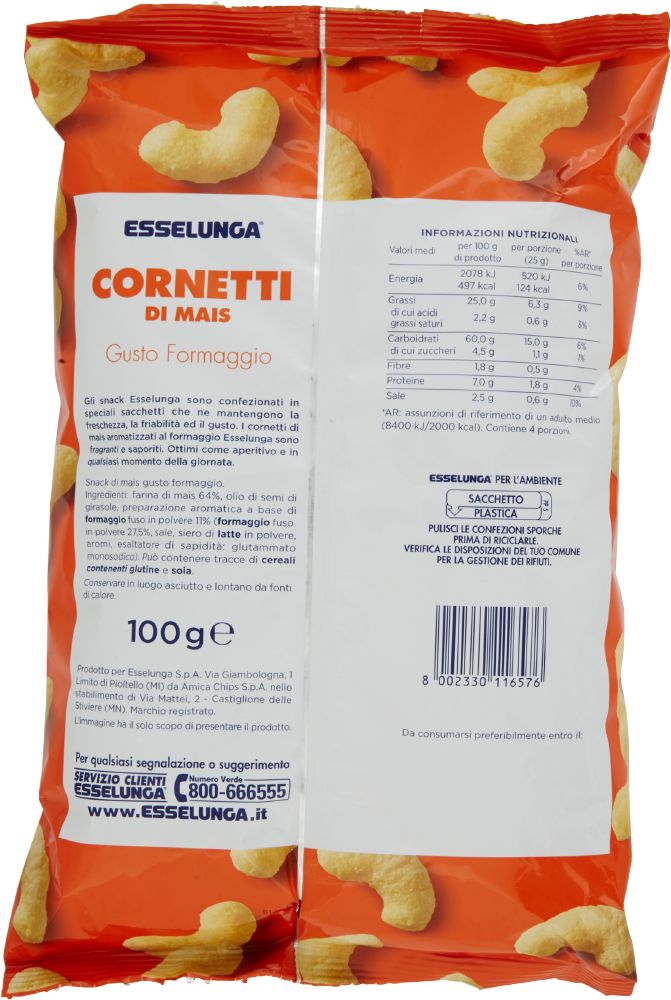 ESSELUNGA®
CORNETTI
DI MAIS
Gusto Formaggio
Gli snack Esselunga sono confezionati in
speciali sacchetti che ne mantengono la
freschezza, la friabilità ed il gusto. I cornetti di
mais aromatizzati al formaggio Esselunga sono
fragranti e saporiti. Ottimi come aperitivo e in
qualsiasi momento della giornata.
Snack di mais gusto formaggio.
Ingredienti: farina di mais 64%, olio di semi di
girasole, preparazione aromatica a base di
formaggio fuso in polvere 11% (formaggio fuso
in polvere 27,5%, sale, siero di latte in polvere,
aromi, esaltatore di sapidità: glutammato
monosodico). Può contenere tracce di cereali
contenenti glutine e soia.
Conservare in luogo asciutto e lontano da fonti
di calore.
100 g ℮
Prodotto per Esselunga S.p.A. Via Giambologna, 1
Limito di Pioltello (MI) da Amica Chips S.p.A. nello
stabilimento di Via Mattei, 2 - Castiglione delle
Stiviere (MN). Marchio registrato.
L'immagine ha il solo scopo di presentare il prodotto.
Per qualsiasi segnalazione o suggerimento
SERVIZIO CLIENTI
ESSELUNGA®
Numero Verde
800-666555
www.ESSELUNGA.it
INFORMAZIONI NUTRIZIONALI
Valori medi per 100 g di prodotto per porzione (25 g) %AR* per porzione
Energia 2078 kJ 520 kJ
497 kcal 124 kcal 6%
Grassi 25,0 g 6,3 g 9%
di cui acidi
grassi saturi 2,2 g 0,6 g 3%
Carboidrati 60,0 g 15,0 g 6%
di cui zuccheri 4,5 g 1,1 g 1%
Fibre 1,8 g 0,5 g
Proteine 7,0 g 1,8 g 4%
Sale 2,5 g 0,6 g 10%
*AR: assunzioni di riferimento di un adulto medio
(8400 kJ/2000 kcal). Contiene 4 porzioni.
ESSELUNGA® PER L'AMBIENTE
SACCHETTO
PLASTICA
PULISCI LE CONFEZIONI SPORCHE
PRIMA DI RICICLARLE.
VERIFICA LE DISPOSIZIONI DEL TUO COMUNE
PER LA GESTIONE DEI RIFIUTI.
8 002330 116576
Da consumarsi preferibilmente entro il: